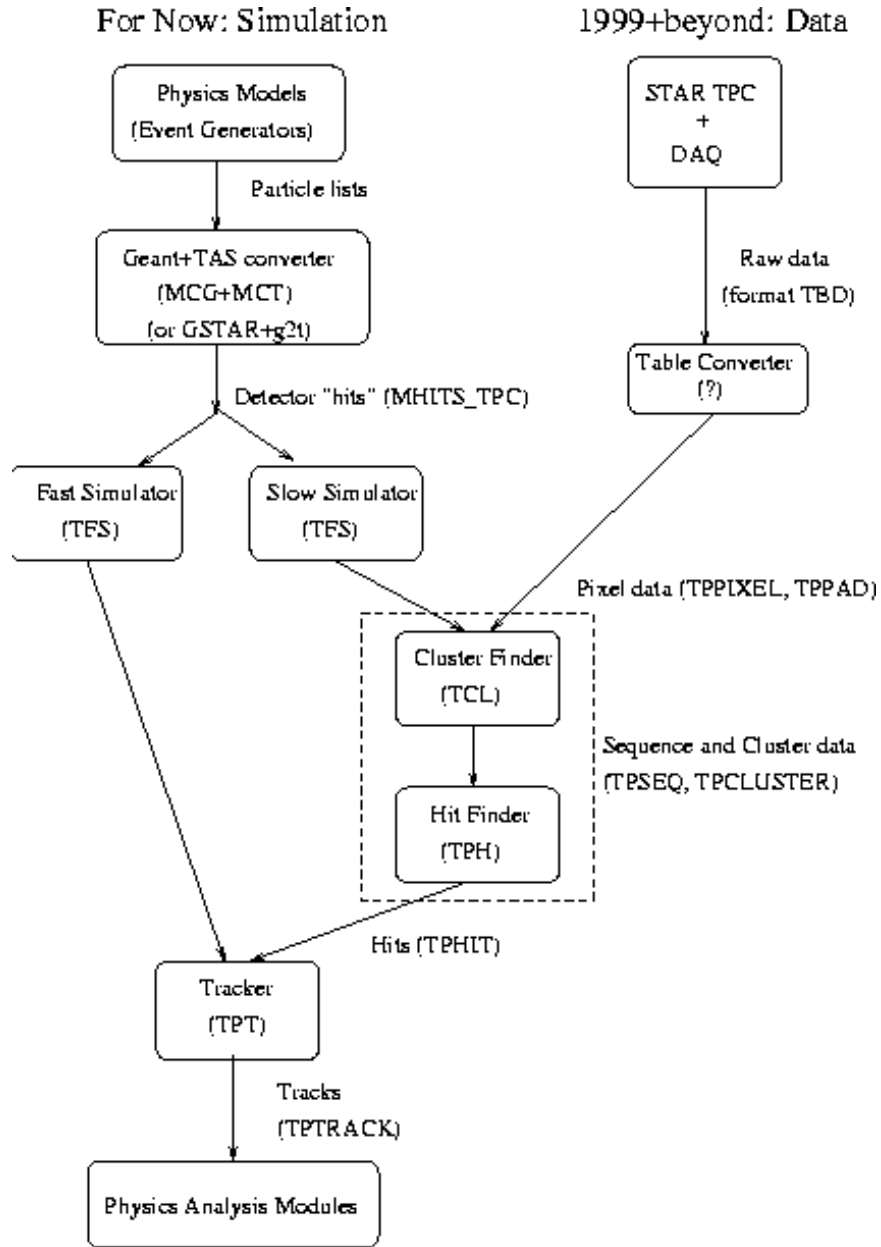 For Now: Simulation
1999+beyond: Data
Physics Models
(Event Generators)
STAR TPC
+
DAQ
Particle lists
Geant+TAS converter
(MCG+MCT)
(or GSTAR+g2t)
Raw data
(format TBD)
Table Converter
(?)
Detector "hits" (MHITS_TPC)
Fast Simulator
(TFS)
Slow Simulator
(TFS)
Pixel data (TPPIXEL, TPPAD)
Cluster Finder
(TCL)
Sequence and Cluster data
(TPSEQ, TPCLUSTER)
Hit Finder
(TPH)
Hits (TPHIT)
Tracker
(TPT)
Tracks
(TPTRACK)
Physics Analysis Modules